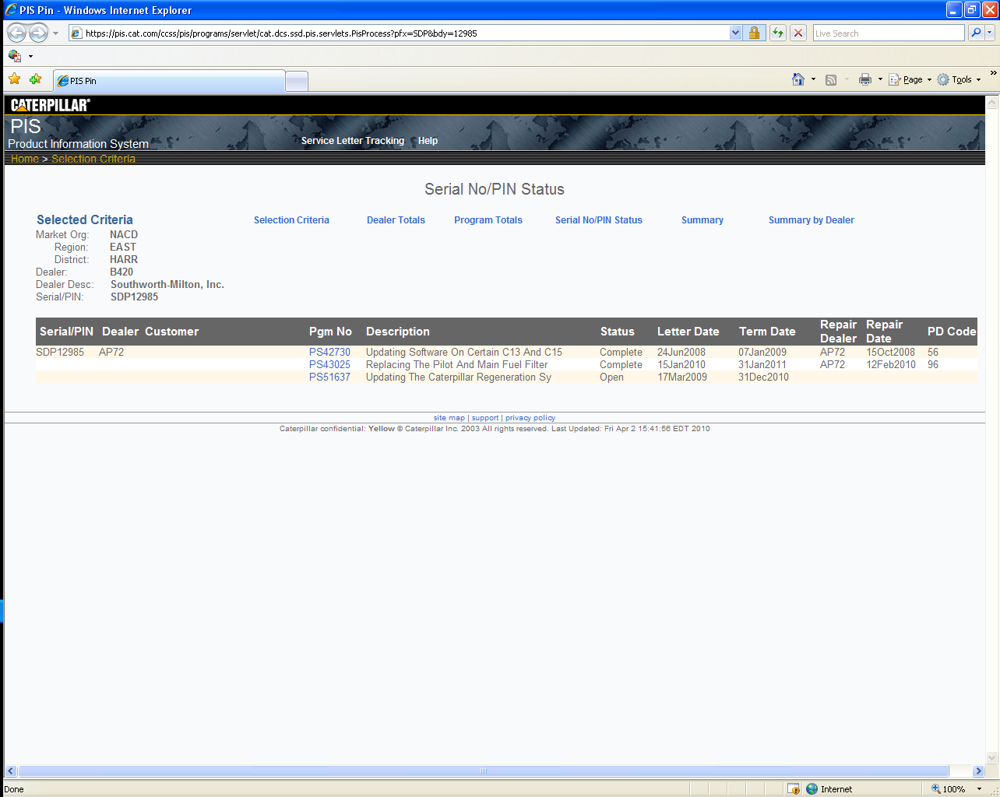 PIS Pin - Windows Internet Explorer
https://pis.cat.com/ccss/pis/programs/servlet/cat.dcs.ssd.pis.servlets.PisProcess?pfx=SDP&bdy=12985
Live Search
PIS Pin
Page
Tools
»
CATERPILLAR®
PIS
Product Information System
Service Letter Tracking Help
Home > Selection Criteria
Serial No/PIN Status
Selected Criteria
Selection Criteria Dealer Totals Program Totals Serial No/PIN Status Summary Summary by Dealer
Market Org: NACD
Region: EAST
District: HARR
Dealer: B420
Dealer Desc: Southworth-Milton, Inc.
Serial/PIN: SDP12985
Serial/PIN Dealer Customer Pgm No Description Status Letter Date Term Date Repair Dealer Repair Date PD Code
SDP12985 AP72 PS42730 Updating Software On Certain C13 And C15 Complete 24Jun2008 07Jan2009 AP72 15Oct2008 56
PS43025 Replacing The Pilot And Main Fuel Filter Complete 15Jan2010 31Jan2011 AP72 12Feb2010 96
PS51637 Updating The Caterpillar Regeneration Sy Open 17Mar2009 31Dec2010
site map | support | privacy policy
Caterpillar confidential: Yellow © Caterpillar Inc. 2003 All rights reserved. Last Updated: Fri Apr 2 15:41:56 EDT 2010
Done
Internet
100%